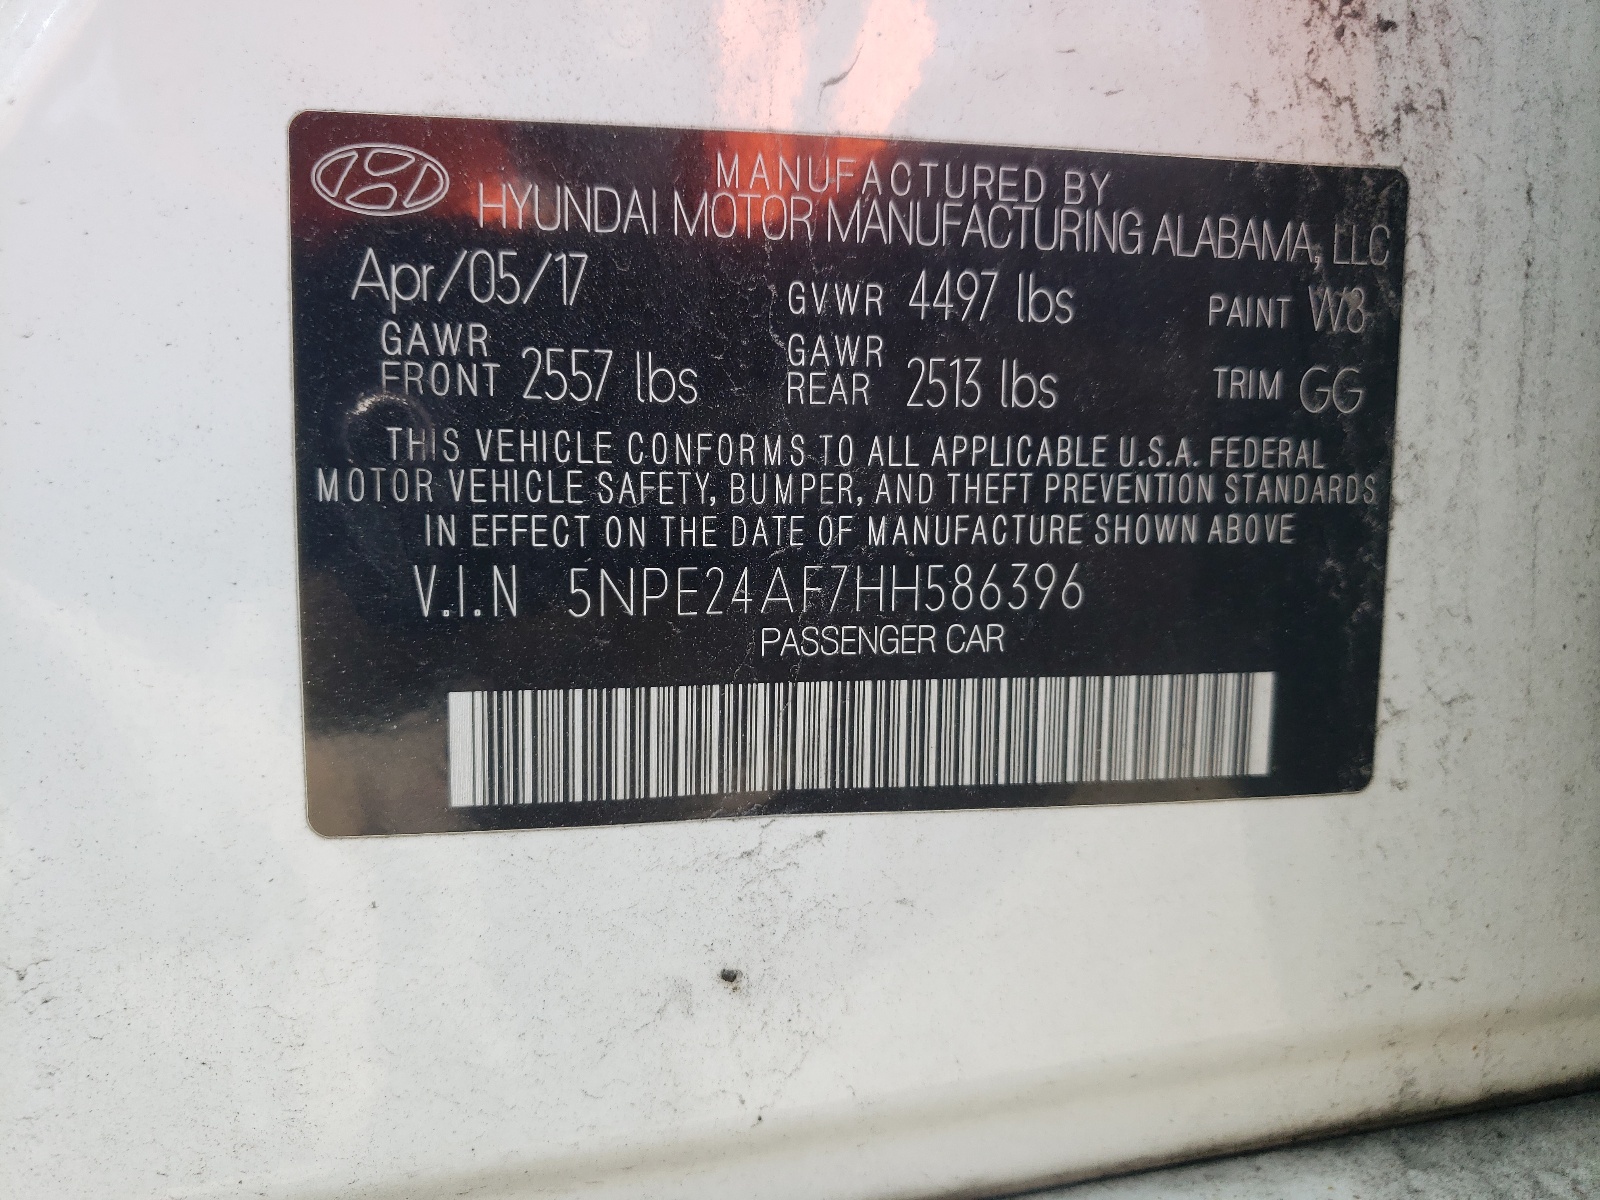 MANUFACTURED BY
HYUNDAI MOTOR MANUFACTURING ALABAMA, LLC
Apr/05/17 GVWR 4497 lbs PAINT W8
GAWR FRONT 2557 lbs GAWR REAR 2513 lbs TRIM GG
THIS VEHICLE CONFORMS TO ALL APPLICABLE U.S.A. FEDERAL
MOTOR VEHICLE SAFETY, BUMPER, AND THEFT PREVENTION STANDARDS
IN EFFECT ON THE DATE OF MANUFACTURE SHOWN ABOVE
V.I.N 5NPE24AF7HH586396
PASSENGER CAR